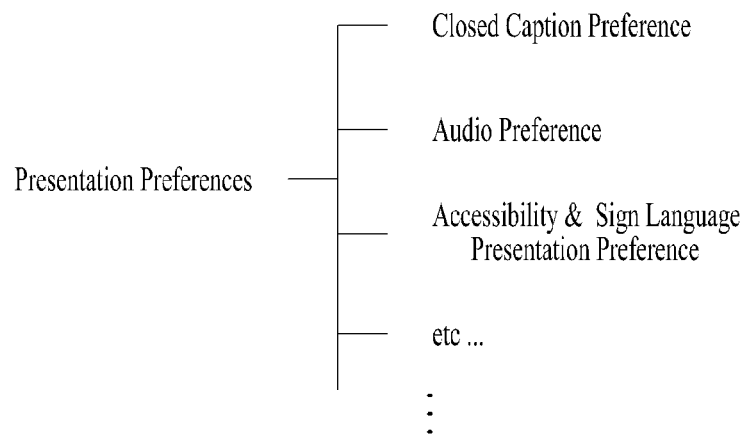 Closed Caption Preference
Audio Preference
Presentation Preferences
Accessibility & Sign Language
Presentation Preference
etc ...